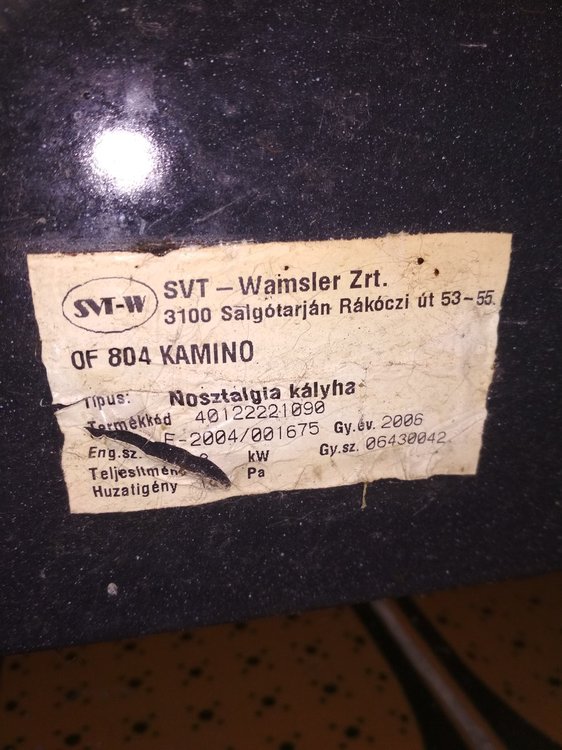 SVT-W
SVT – Wamsler Zrt.
3100 Salgótarján Rákóczi út 53-55
OF 804 KAMINO
Típus: Nosztalgia kályha
Termékkód 40122221090
Eng.sz. E-2004/001675 Gy.év. 2006
Teljesítmény kW Gy.sz. 06430042
Huzatigény Pa